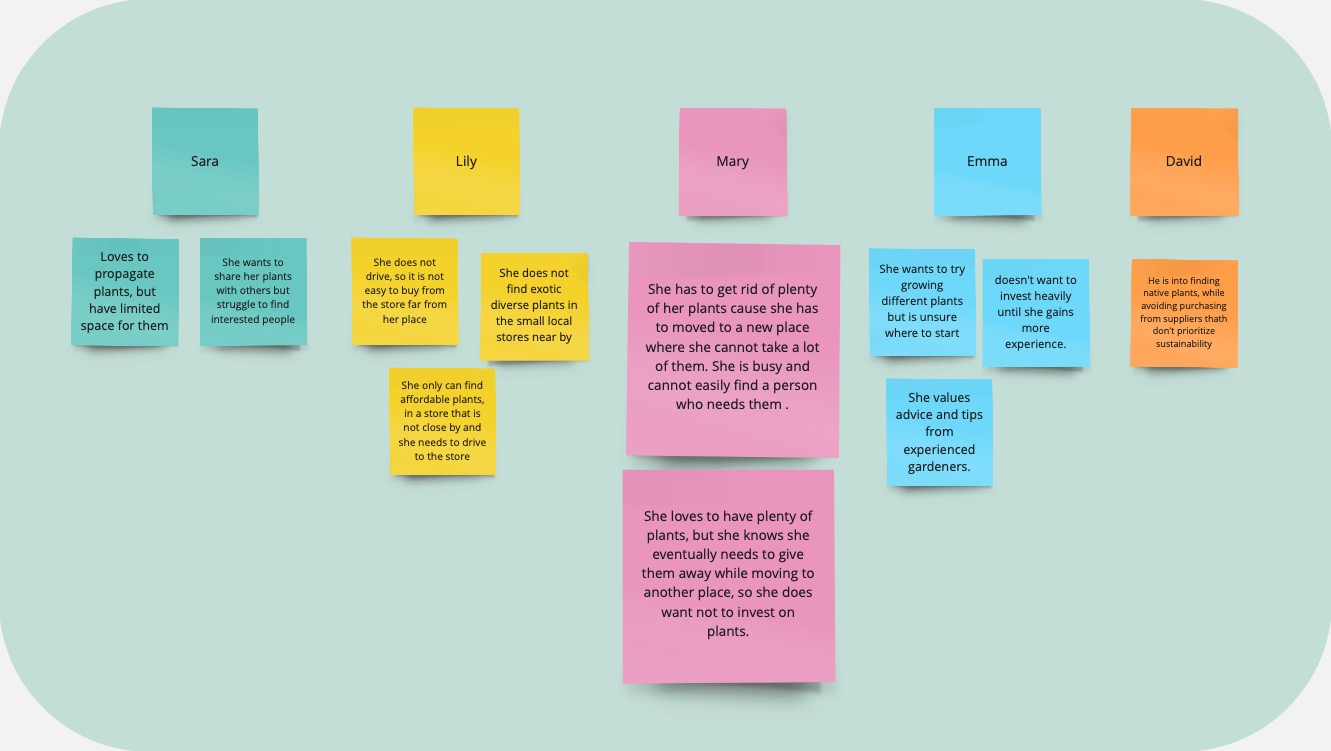 Sara
Loves to
propagate
plants, but
have limited
space for them
She wants to
share her plants
with others but
struggle to find
interested people
Lily
She does not
drive, so it is not
easy to buy from
the store far from
her place
She does not
find exotic
diverse plants in
the small local
stores near by
She only can find
affordable plants,
in a store that is
not close by and
she needs to drive
to the store
Mary
She has to get rid of plenty
of her plants cause she has
to moved to a new place
where she cannot take a lot
of them. She is busy and
cannot easily find a person
who needs them .
She loves to have plenty of
plants, but she knows she
eventually needs to give
them away while moving to
another place, so she does
want not to invest on
plants.
Emma
She wants to try
growing
different plants
but is unsure
where to start
doesn't want to
invest heavily
until she gains
more
experience.
She values
advice and tips
from
experienced
gardeners.
David
He is into finding
native plants, while
avoiding purchasing
from suppliers thath
don't prioritize
sustainability